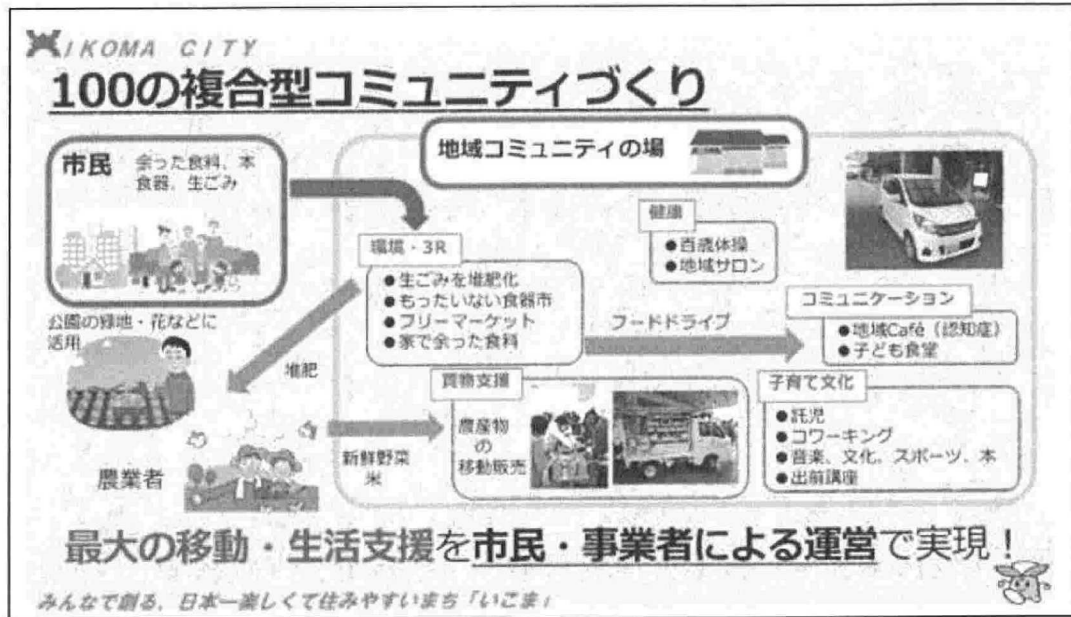 IKOMA CITY
100の複合型コミュニティづくり
市民
余った食料、本
食器、生ごみ
地域コミュニティの場
健康
●百歳体操
●地域サロン
環境・3R
●生ごみを堆肥化
●もったいない食器市
●フリーマーケット
●家で余った食料
フードドライブ
コミュニケーション
●地域Café(認知症)
●子ども食堂
公園の緑地・花などに
活用
堆肥
買物支援
農産物
の
移動販売
子育て文化
●託児
●コワーキング
●音楽、文化、スポーツ、本
●出前講座
農業者
新鮮野菜
米
最大の移動・生活支援を市民・事業者による運営で実現!
みんなで創る、日本一楽しくて住みやすいまち「いこま」